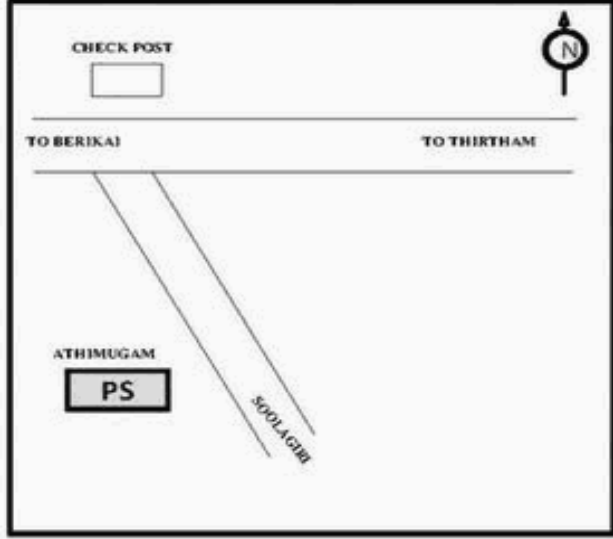 CHECK POST
N
TO BERIKAI
TO THIRTHAM
ATHIMUGAM
PS
SOOLAGIRI